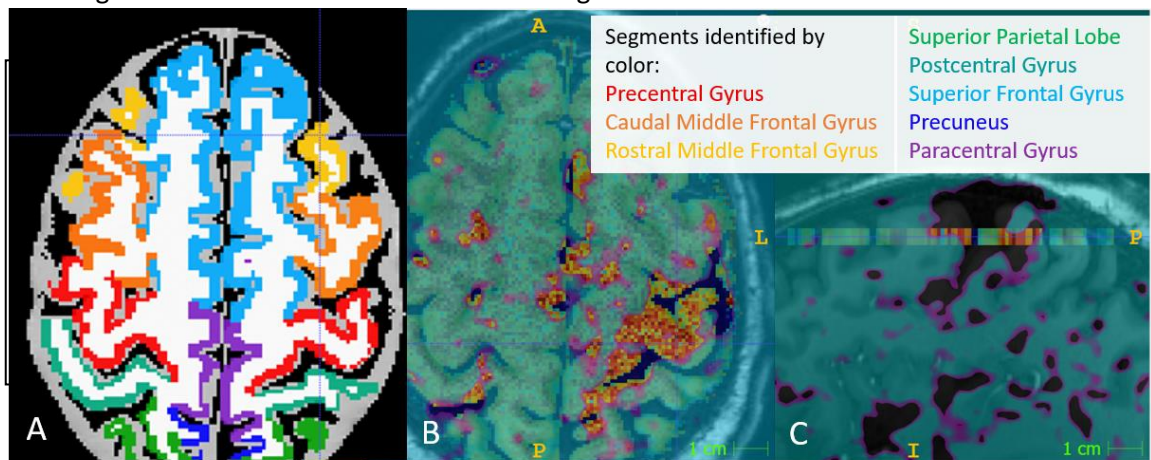 A
L
Segments identified by
color:
Precentral Gyrus
Caudal Middle Frontal Gyrus
Rostral Middle Frontal Gyrus
Superior Parietal Lobe
Postcentral Gyrus
Superior Frontal Gyrus
Precuneus
Paracentral Gyrus
P
A
B
P
1 cm
C
I
1 cm